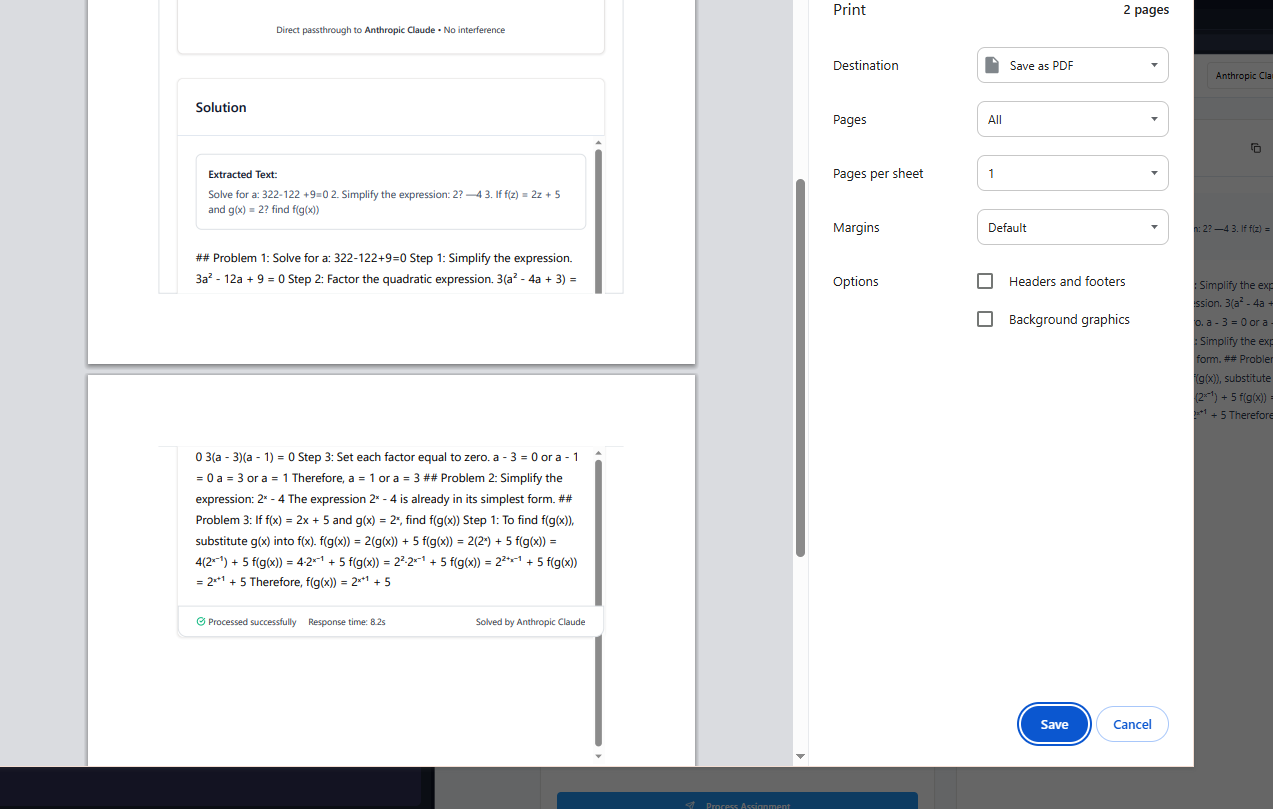 Direct passthrough to Anthropic Claude • No interference
Solution
Extracted Text:
Solve for a: 322-122 +9=0 2. Simplify the expression: 2? —4 3. If f(z) = 2z + 5
and g(x) = 2? find f(g(x))
## Problem 1: Solve for a: 322-122+9=0 Step 1: Simplify the expression.
3a² - 12a + 9 = 0 Step 2: Factor the quadratic expression. 3(a² - 4a + 3) =
0 3(a - 3)(a - 1) = 0 Step 3: Set each factor equal to zero. a - 3 = 0 or a - 1
= 0 a = 3 or a = 1 Therefore, a = 1 or a = 3 ## Problem 2: Simplify the
expression: 2ˣ - 4 The expression 2ˣ - 4 is already in its simplest form. ##
Problem 3: If f(x) = 2x + 5 and g(x) = 2ˣ, find f(g(x)) Step 1: To find f(g(x)),
substitute g(x) into f(x). f(g(x)) = 2(g(x)) + 5 f(g(x)) = 2(2ˣ) + 5 f(g(x)) =
4(2ˣ⁻¹) + 5 f(g(x)) = 4·2ˣ⁻¹ + 5 f(g(x)) = 2²·2ˣ⁻¹ + 5 f(g(x)) = 2²⁺ˣ⁻¹ + 5 f(g(x))
= 2ˣ⁺¹ + 5 Therefore, f(g(x)) = 2ˣ⁺¹ + 5
Processed successfully Response time: 8.2s Solved by Anthropic Claude
Print 2 pages
Destination Save as PDF
Pages All
Pages per sheet 1
Margins Default
Options Headers and footers
Background graphics
Save Cancel
Anthropic Cla
n: 2? —4 3. If f(z) =
: Simplify the exp
ession. 3(a² - 4a +
o. a - 3 = 0 or a -
: Simplify the exp
form. ## Probler
f(g(x)), substitute
(2ˣ⁻¹) + 5 f(g(x)) =
2ˣ⁺¹ + 5 Therefore
Process Assignment